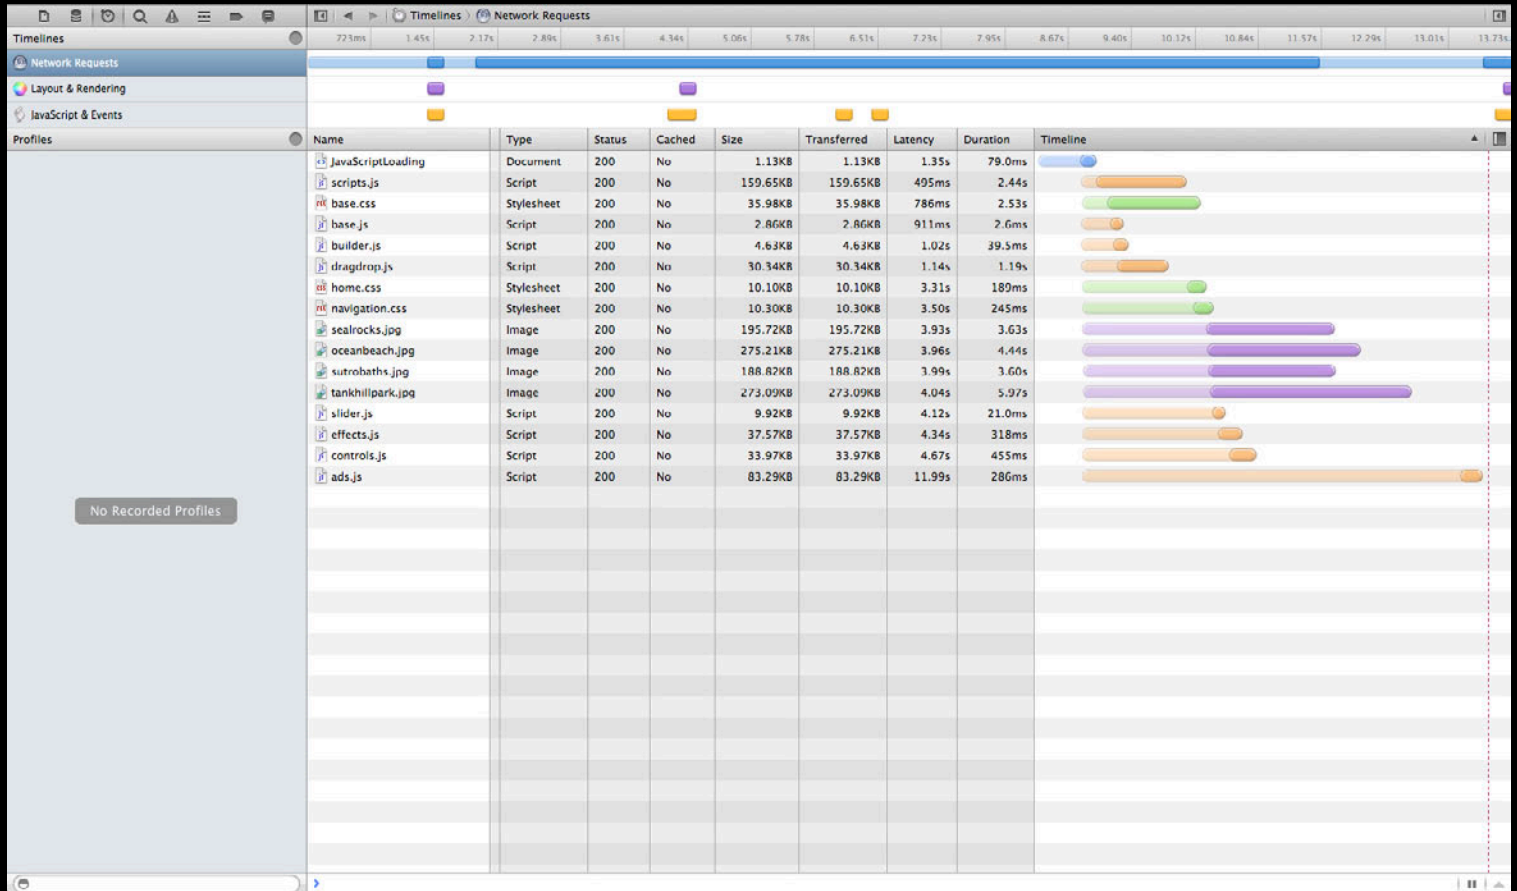 Timelines Network Requests
Timelines 723ms 1.45s 2.17s 2.89s 3.61s 4.34s 5.06s 5.78s 6.51s 7.23s 7.95s 8.67s 9.40s 10.12s 10.84s 11.57s 12.29s 13.01s 13.73s
Network Requests
Layout & Rendering
JavaScript & Events
Profiles Name Type Status Cached Size Transferred Latency Duration Timeline
JavaScriptLoading Document 200 No 1.13KB 1.13KB 1.35s 79.0ms
scripts.js Script 200 No 159.65KB 159.65KB 495ms 2.44s
base.css Stylesheet 200 No 35.98KB 35.98KB 786ms 2.53s
base.js Script 200 No 2.86KB 2.86KB 911ms 2.6ms
builder.js Script 200 No 4.63KB 4.63KB 1.02s 39.5ms
dragdrop.js Script 200 No 30.34KB 30.34KB 1.14s 1.19s
home.css Stylesheet 200 No 10.10KB 10.10KB 3.31s 189ms
navigation.css Stylesheet 200 No 10.30KB 10.30KB 3.50s 245ms
sealrocks.jpg Image 200 No 195.72KB 195.72KB 3.93s 3.63s
oceanbeach.jpg Image 200 No 275.21KB 275.21KB 3.96s 4.44s
sutrobaths.jpg Image 200 No 188.82KB 188.82KB 3.99s 3.60s
tankhillpark.jpg Image 200 No 273.09KB 273.09KB 4.04s 5.97s
slider.js Script 200 No 9.92KB 9.92KB 4.12s 21.0ms
effects.js Script 200 No 37.57KB 37.57KB 4.34s 318ms
controls.js Script 200 No 33.97KB 33.97KB 4.67s 455ms
ads.js Script 200 No 83.29KB 83.29KB 11.99s 286ms
No Recorded Profiles